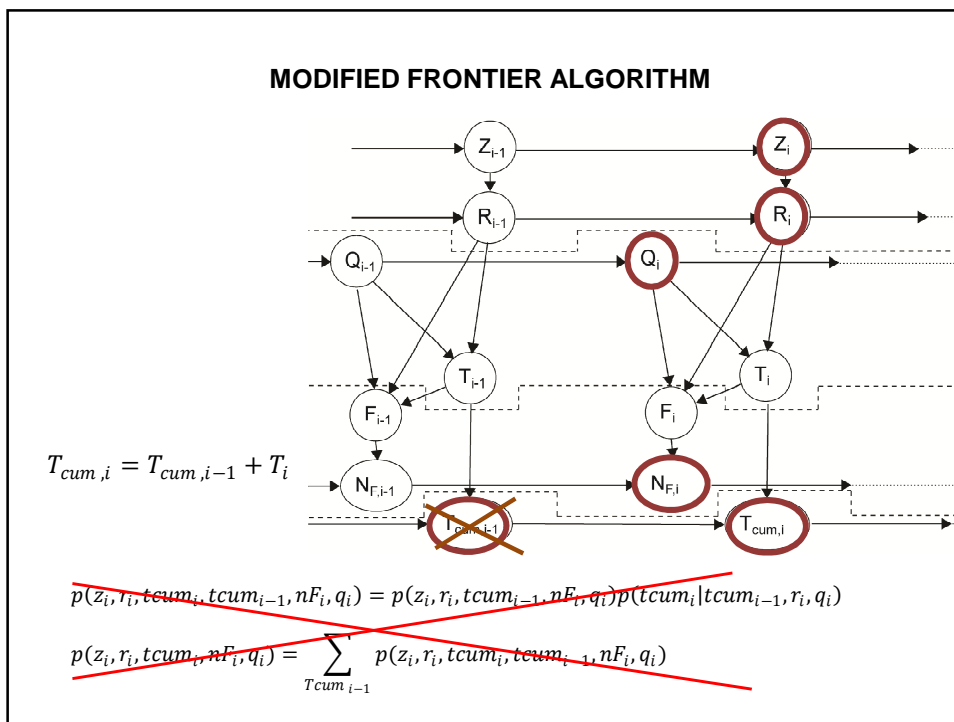 MODIFIED FRONTIER ALGORITHM
Z_{i-1} Z_i
R_{i-1} R_i
Q_{i-1} Q_i
T_{i-1} T_i
F_{i-1} F_i
T_{cum,i} = T_{cum,i-1} + T_i
N_{F,i-1} N_{F,i}
T_{cum,i-1} T_{cum,i}
p(z_i, r_i, tcum_i, tcum_{i-1}, nF_i, q_i) = p(z_i, r_i, tcum_{i-1}, nF_i, q_i)p(tcum_i|tcum_{i-1}, r_i, q_i)
p(z_i, r_i, tcum_i, nF_i, q_i) = ∑_{Tcum_{i-1}} p(z_i, r_i, tcum_i, tcum_{i-1}, nF_i, q_i)